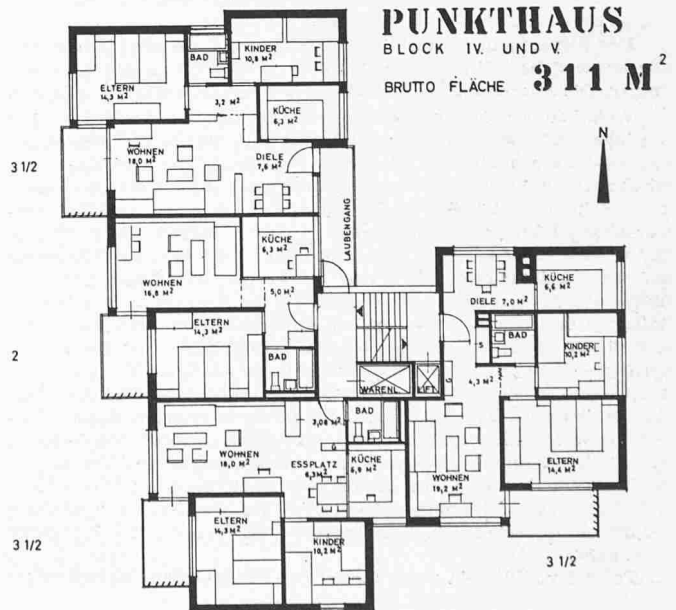 PUNKTHAUS
BLOCK IV. UND V.
BRUTTO FLÄCHE 311 M²
N
3 1/2
ELTERN
14,3 M²
BAD
KINDER
10,8 M²
3,2 M²
KÜCHE
6,3 M²
WOHNEN
18,0 M²
DIELE
7,6 M²
LAUBENGANG
2
WOHNEN
16,8 M²
KÜCHE
6,3 M²
5,0 M²
ELTERN
14,3 M²
BAD
WARENL
LIFT
3 1/2
WOHNEN
18,0 M²
3,08 M²
G
BAD
ESSPLATZ
6,3 M²
KÜCHE
6,8 M²
ELTERN
14,3 M²
KINDER
10,2 M²
DIELE 7,0 M²
KÜCHE
6,6 M²
S
BAD
KINDER
10,2 M²
G
4,3 M²
WOHNEN
19,2 M²
ELTERN
14,4 M²
3 1/2